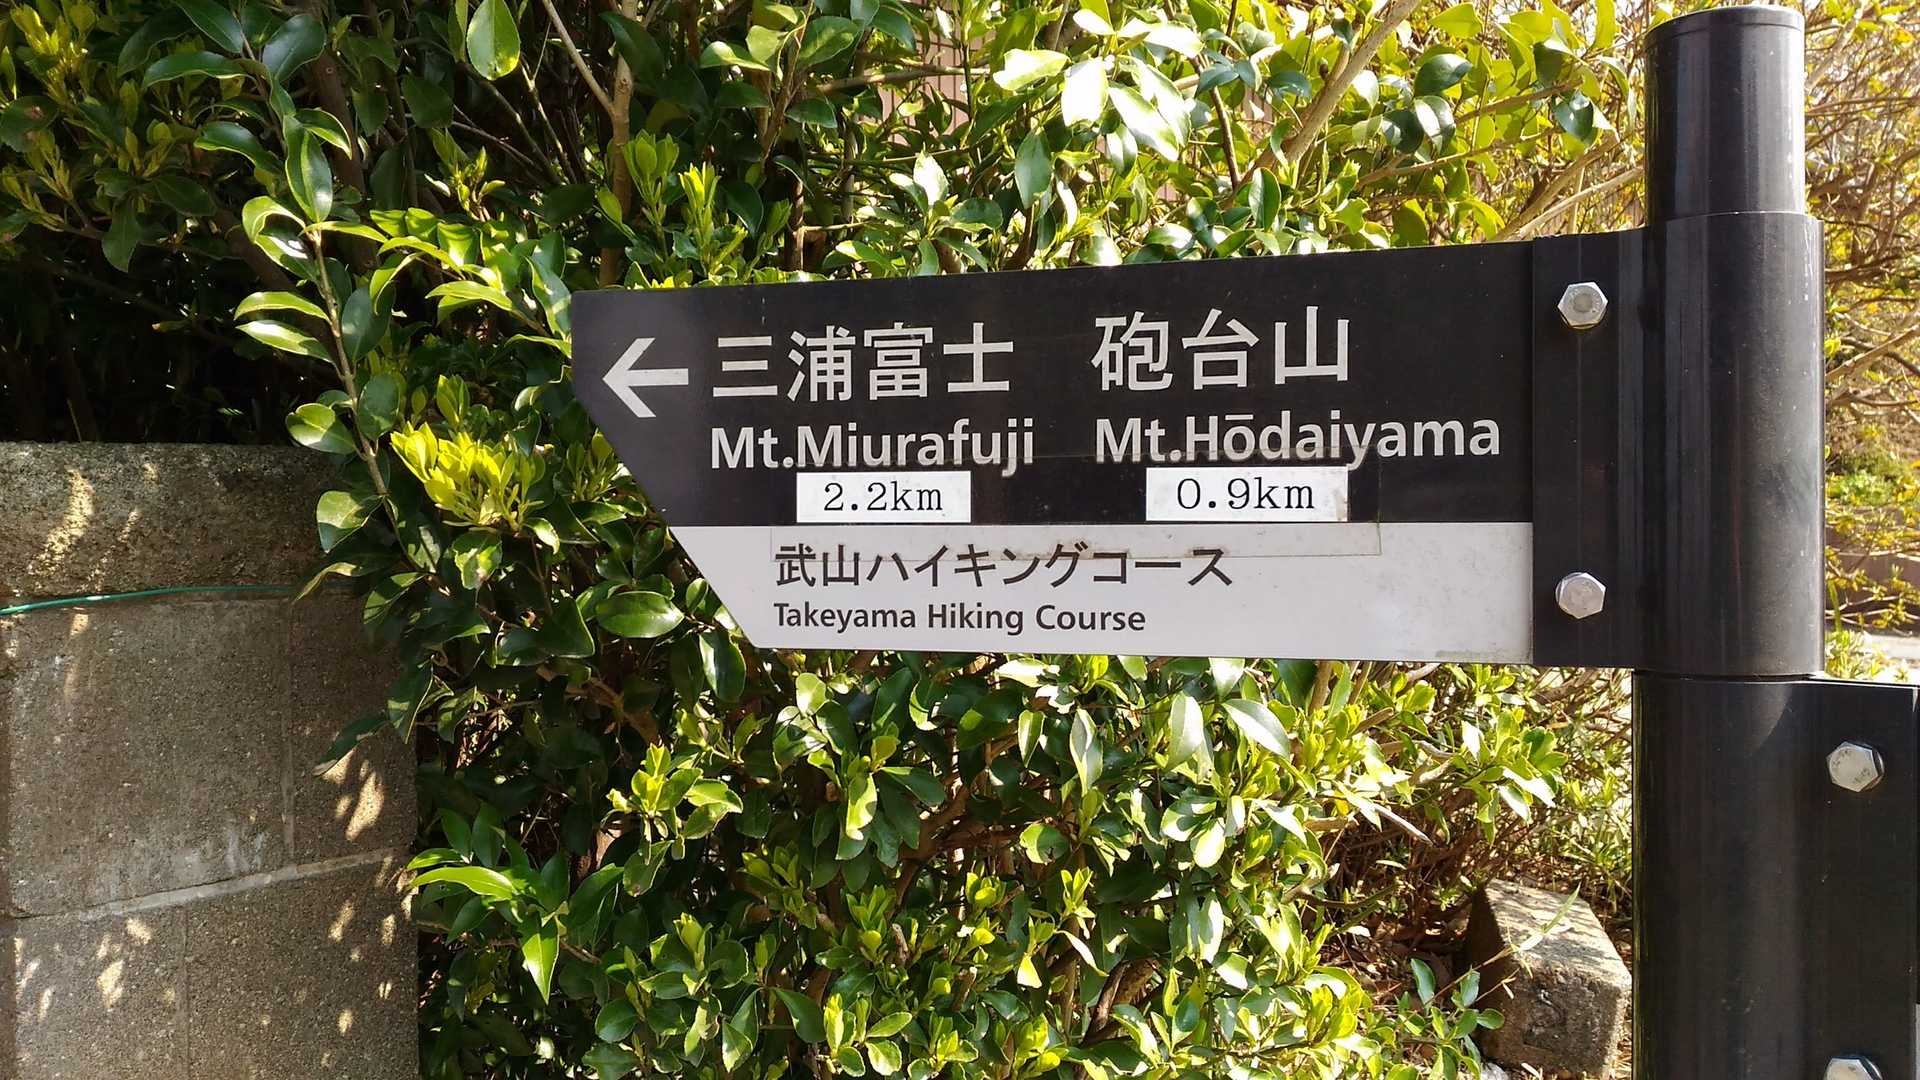 ← 三浦富士 砲台山
Mt.Miurafuji Mt.Hōdaiyama
2.2km 0.9km
武山ハイキングコース
Takeyama Hiking Course